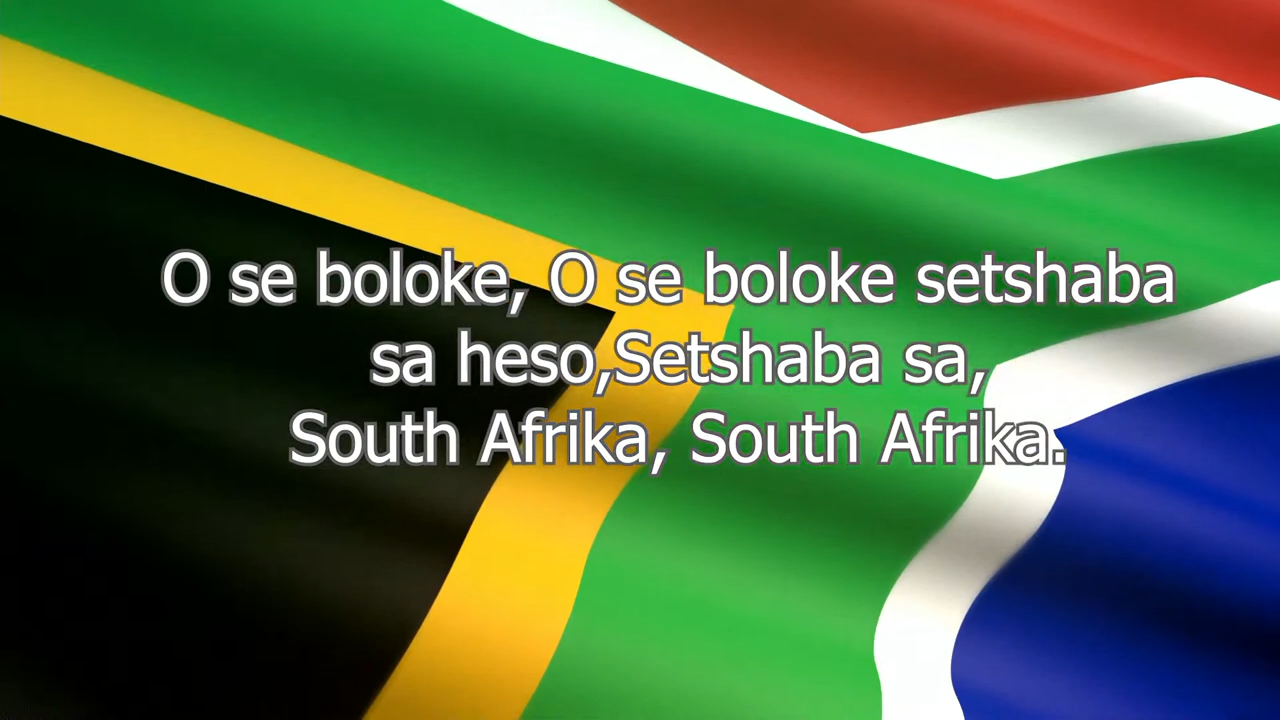 O se boloke, O se boloke setshaba
sa heso,Setshaba sa,
South Afrika, South Afrika.